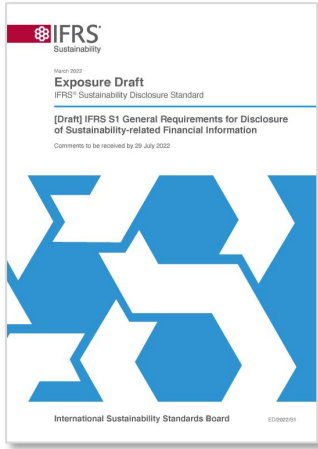 IFRS®
Sustainability
March 2022
Exposure Draft
IFRS® Sustainability Disclosure Standard
[Draft] IFRS S1 General Requirements for Disclosure
of Sustainability-related Financial Information
Comments to be received by 29 July 2022
International Sustainability Standards Board
ED/2022/S1